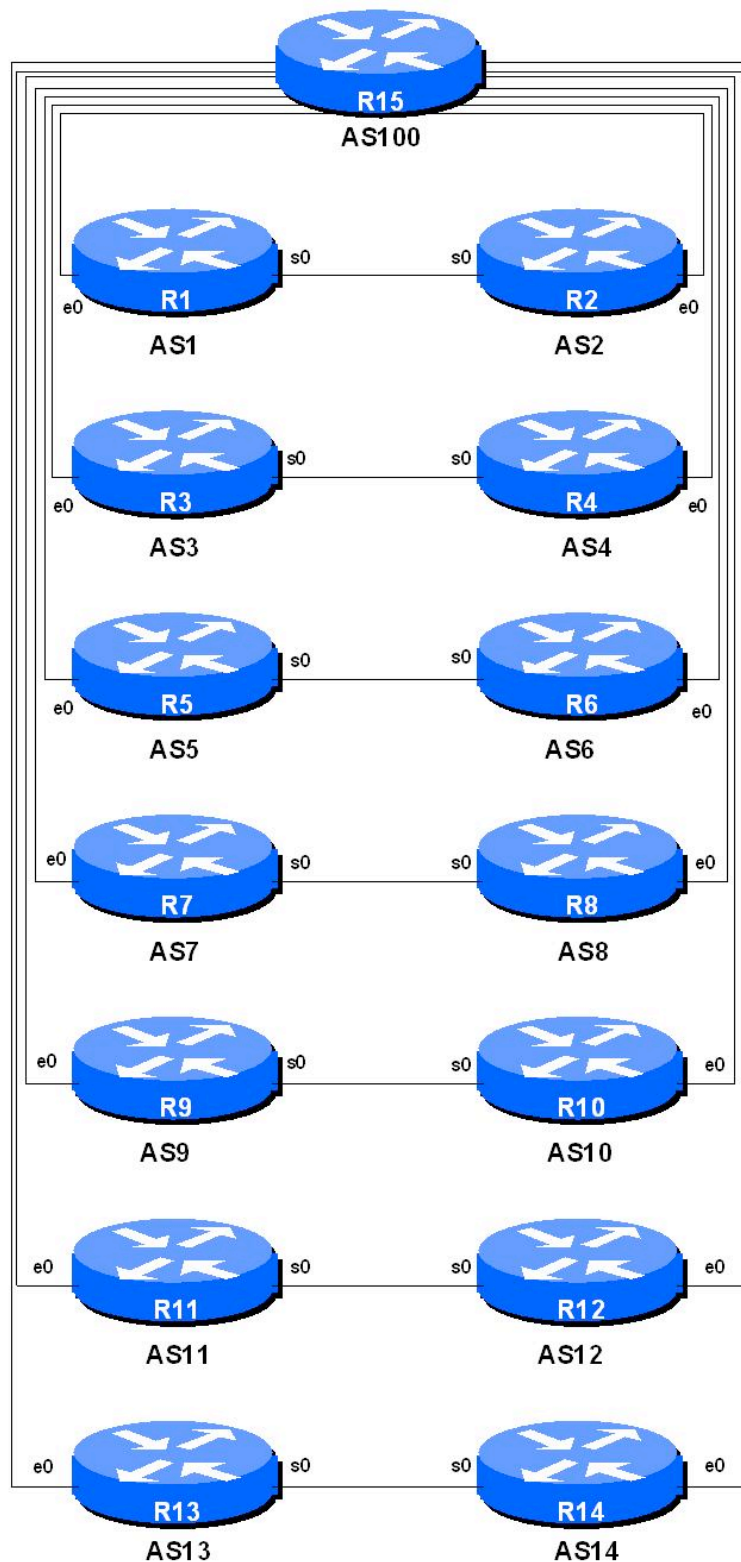 R15
AS100
s0 s0
R1 R2
e0 e0
AS1 AS2
s0 s0
R3 R4
e0 e0
AS3 AS4
s0 s0
R5 R6
e0 e0
AS5 AS6
e0 s0 s0 e0
R7 R8
AS7 AS8
e0 s0 s0 e0
R9 R10
AS9 AS10
e0 s0 s0 e0
R11 R12
AS11 AS12
e0 s0 s0 e0
R13 R14
AS13 AS14